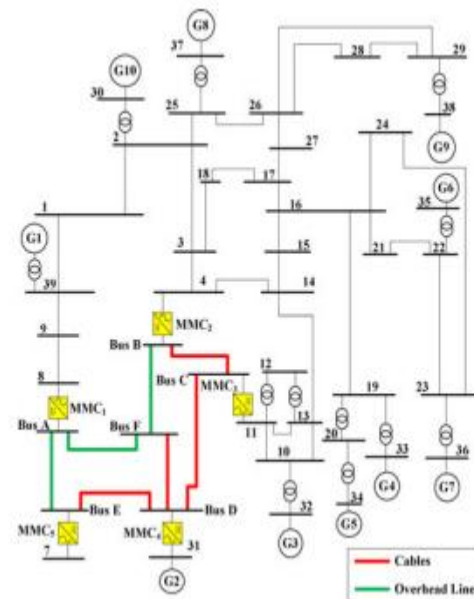 G8
37
28
29
G10
30
25
26
38
2
27
24
G9
18
17
G6
35
1
16
G1
3
15
21
22
4
14
39
9
MMC₂
Bus B
12
8
Bus C
MMC₃
19
23
MMC₁
Bus A
Bus F
11
13
20
10
33
36
34
G4
G7
Bus E
Bus D
32
G5
MMC₅
MMC₄
G3
7
31
G2
Cables
Overhead Line